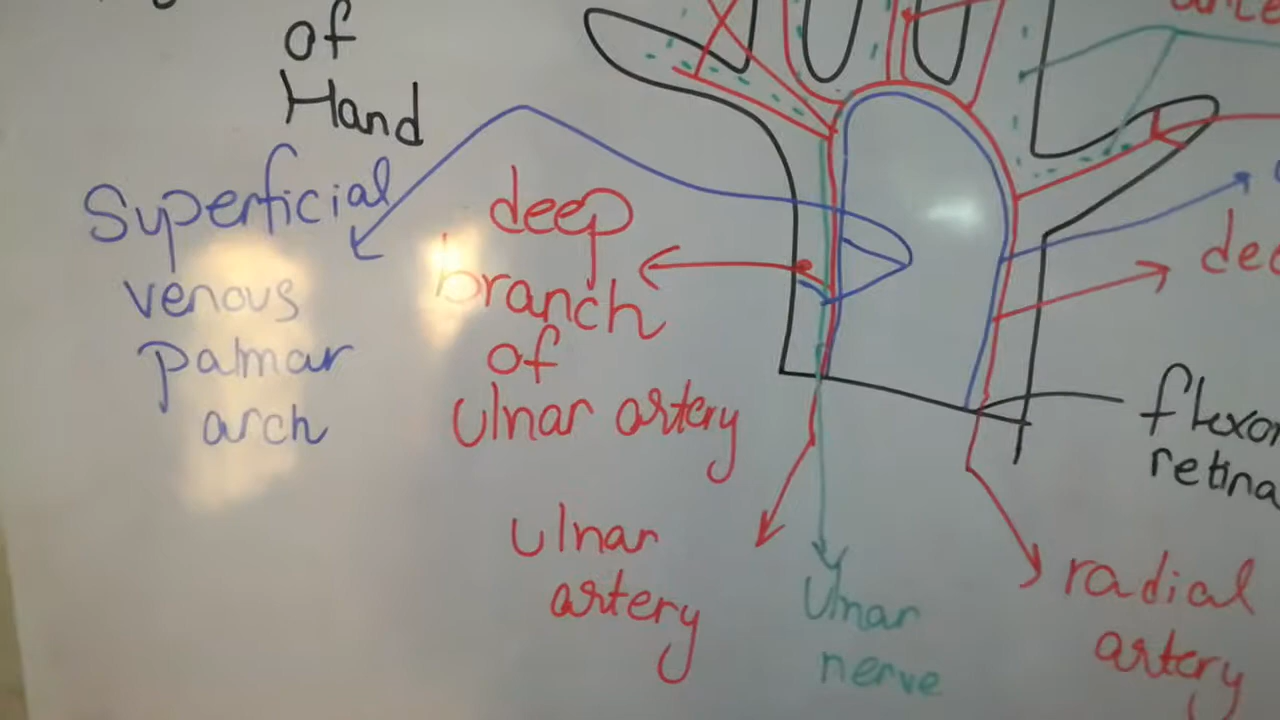 of
Hand
Superficial
venous
palmar
arch
deep
branch
of
Ulnar artery
Ulnar
artery
Ulnar
nerve
radial
artery
flexor
retina
dee